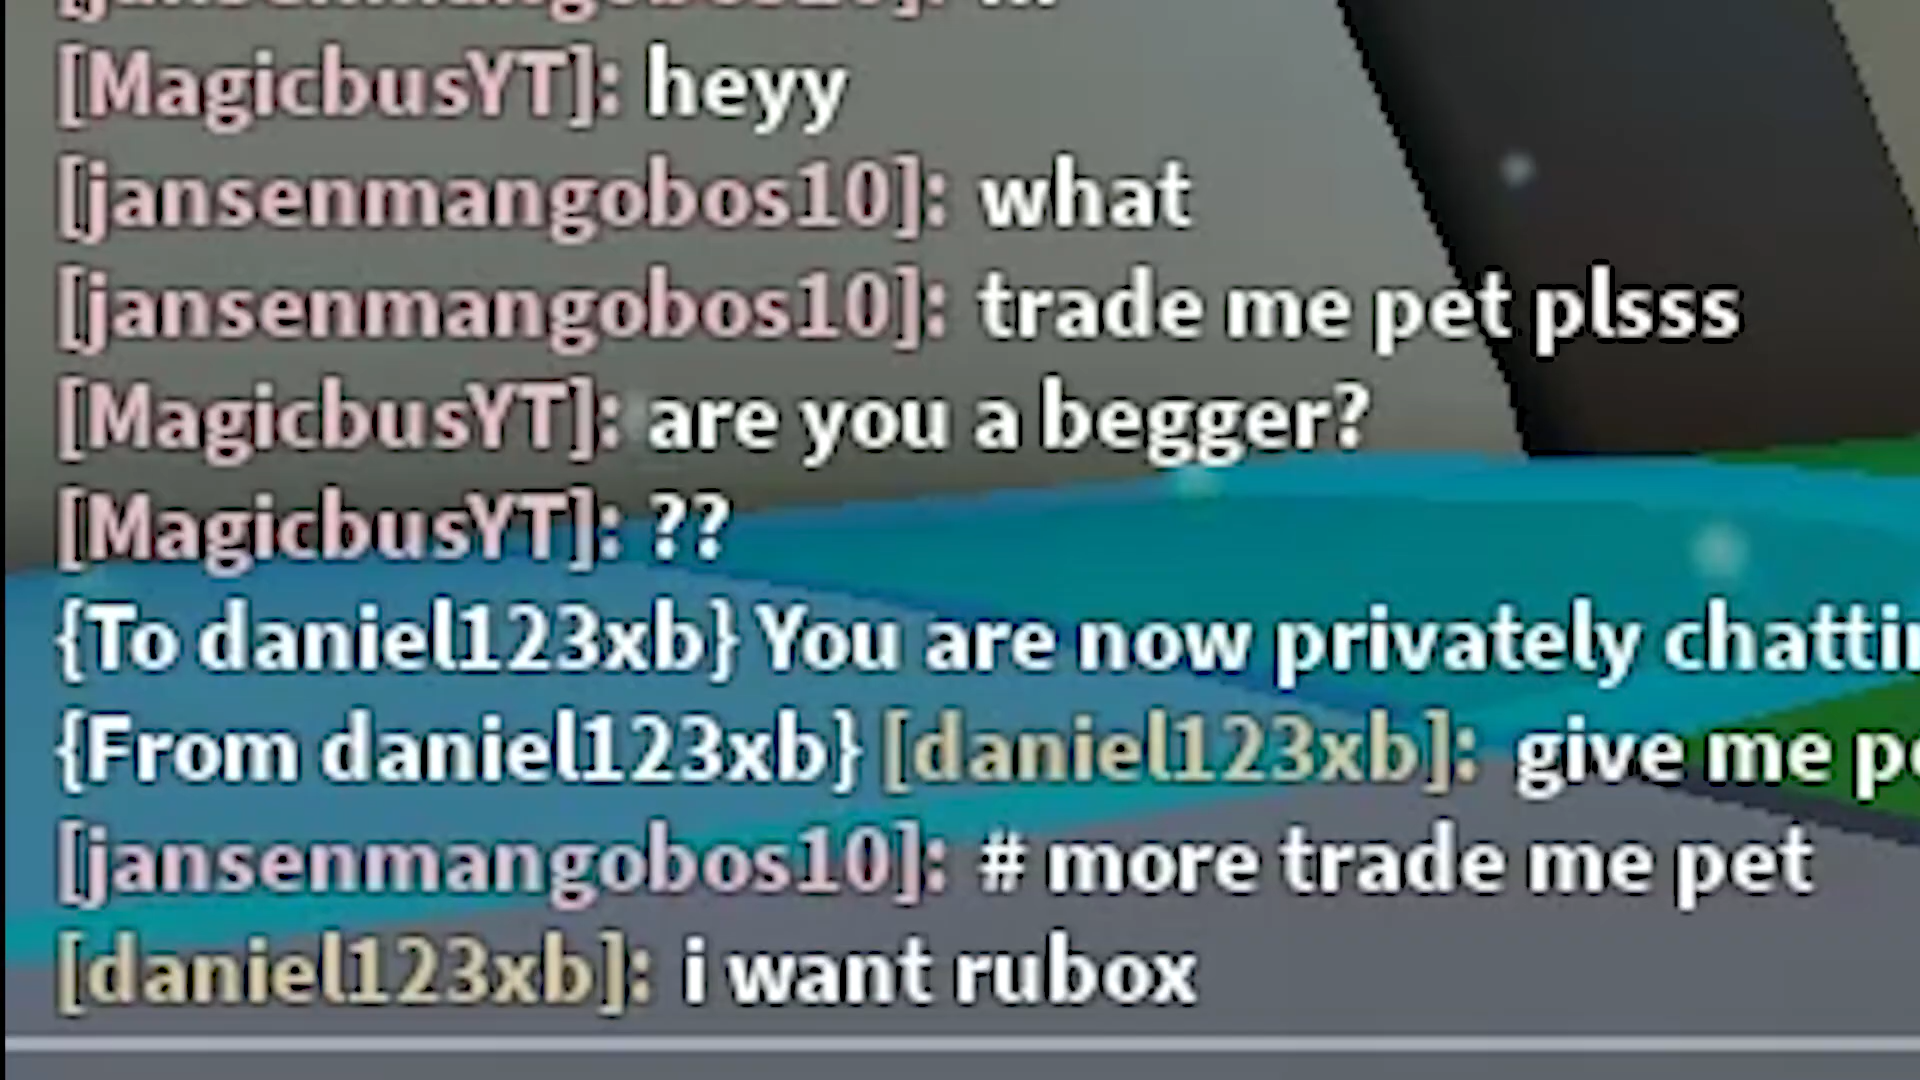 [jansenmangobos10]: ...
[MagicbusYT]: heyy
[jansenmangobos10]: what
[jansenmangobos10]: trade me pet plsss
[MagicbusYT]: are you a begger?
[MagicbusYT]: ??
{To daniel123xb} You are now privately
{From daniel123xb} [daniel123xb]: give me
[jansenmangobos10]: # more trade me pet
[daniel123xb]: i want rubox